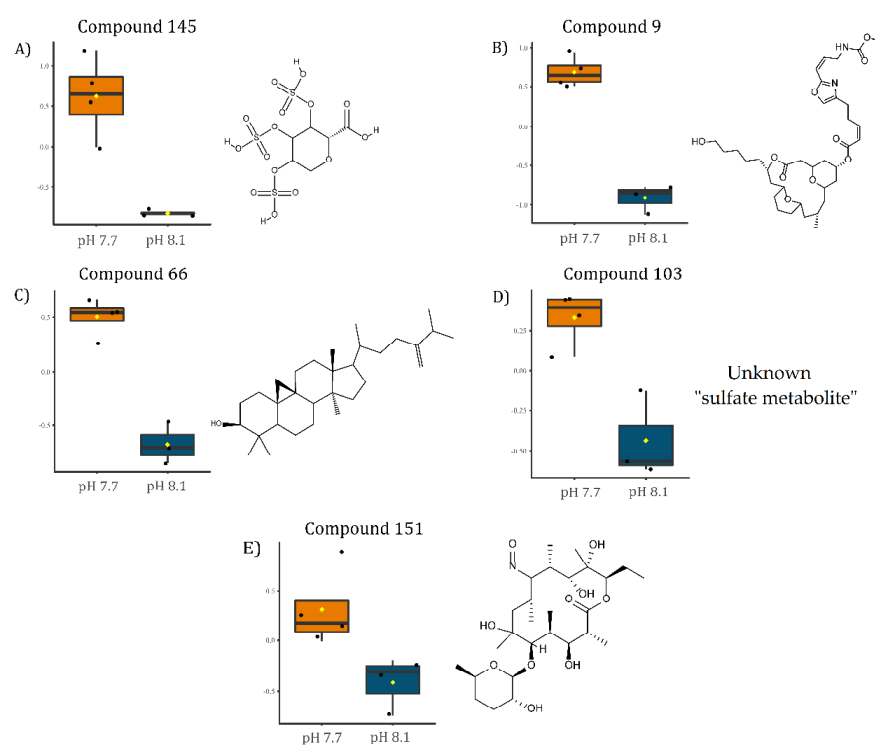 Compound 145
A)
0.5
-0.5
pH 7.7 pH 8.1
H
O
O
S
O
O
O
H
O
S
O
O
O
O
H
O
O
S
O
O
H
Compound 9
B)
1.0
0.5
0.0
-0.5
-1.0
pH 7.7 pH 8.1
NH
O
O
N
O
O
O
HO
O
O
O
O
Compound 66
C)
0.5
0.0
-0.5
pH 7.7 pH 8.1
HO
Compound 103
D)
0.25
0.00
-0.25
-0.50
pH 7.7 pH 8.1
Unknown
"sulfate metabolite"
Compound 151
E)
0.5
0.0
-0.5
pH 7.7 pH 8.1
O
N
OH
OH
O
O
HO
H
O
OH
O
OH